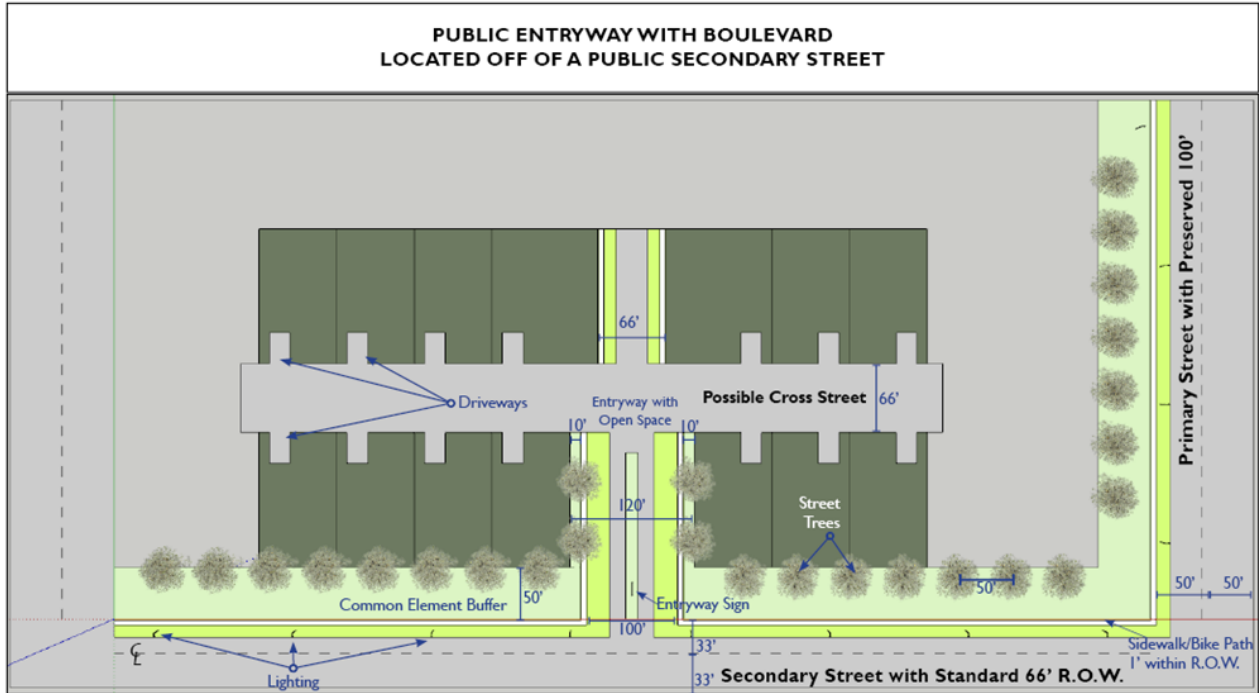 PUBLIC ENTRYWAY WITH BOULEVARD
LOCATED OFF OF A PUBLIC SECONDARY STREET
Primary Street with Preserved 100'
66'
Driveways
Entryway with
Open Space
Possible Cross Street
66'
10'
10'
120'
Street
Trees
Common Element Buffer
50'
Entryway Sign
50'
50'
50'
100'
33'
Sidewalk/Bike Path
1' within R.O.W.
℄
Lighting
33'
Secondary Street with Standard 66' R.O.W.